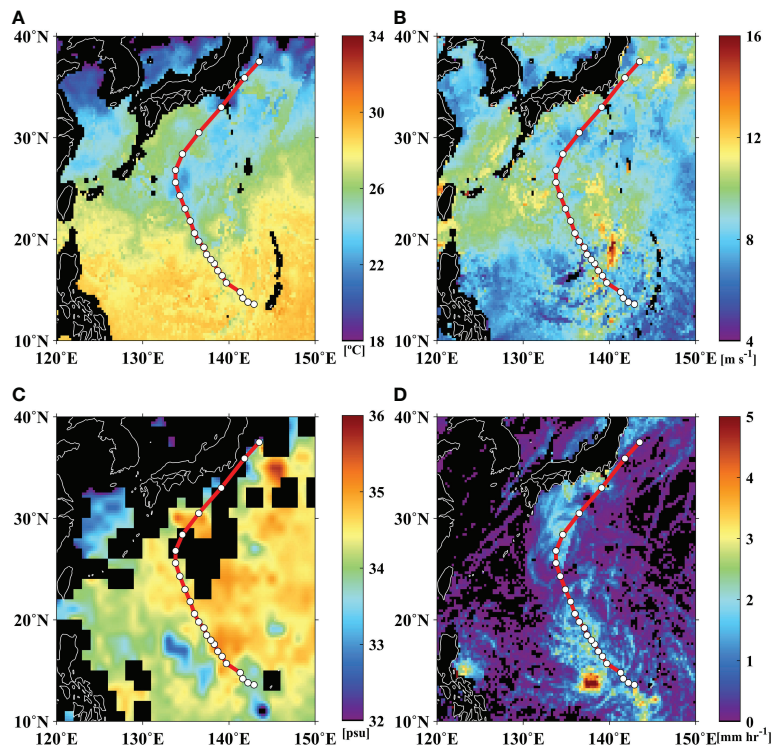 A
40°N
30°N
20°N
10°N
120°E
130°E
140°E
150°E
34
30
26
22
18
[°C]
B
40°N
30°N
20°N
10°N
120°E
130°E
140°E
150°E
16
12
8
4
[m s-1]
C
40°N
30°N
20°N
10°N
120°E
130°E
140°E
150°E
36
35
34
33
32
[psu]
D
40°N
30°N
20°N
10°N
120°E
130°E
140°E
150°E
5
4
3
2
1
0
[mm hr-1]